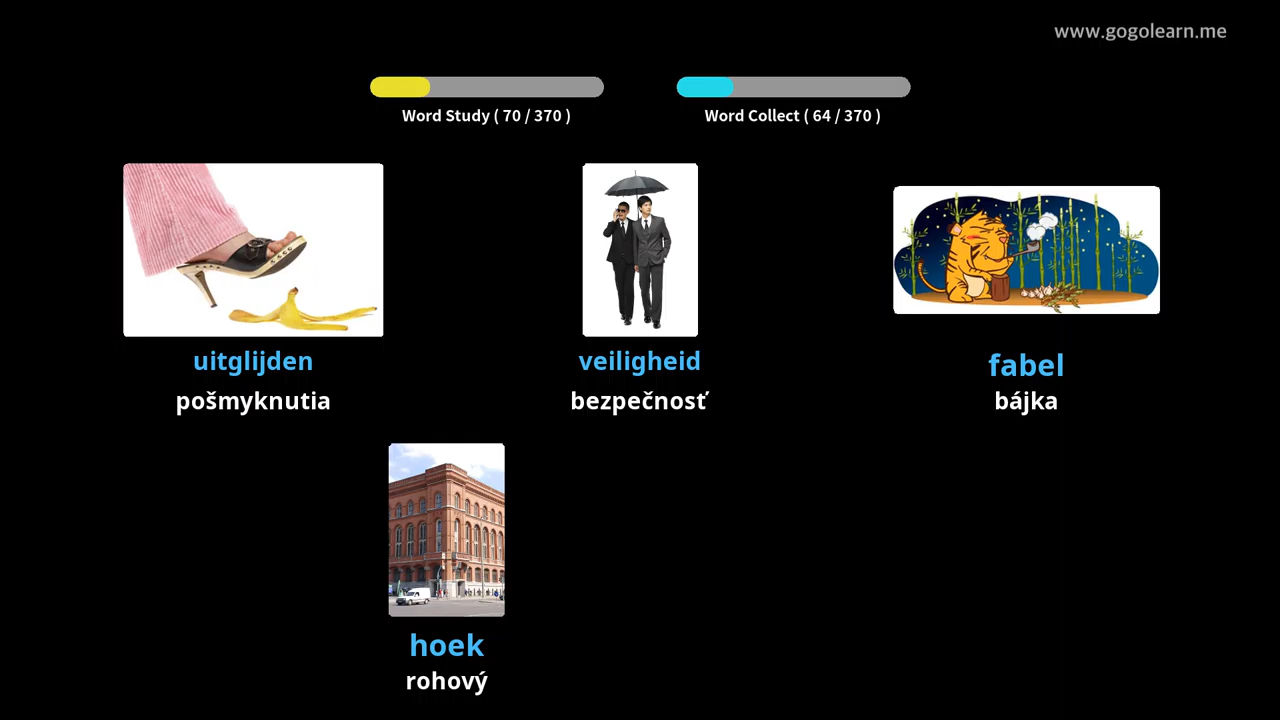 www.gogolearn.me
Word Study ( 70 / 370 )
Word Collect ( 64 / 370 )
uitglijden
pošmyknutia
veiligheid
bezpečnosť
fabel
bájka
hoek
rohový